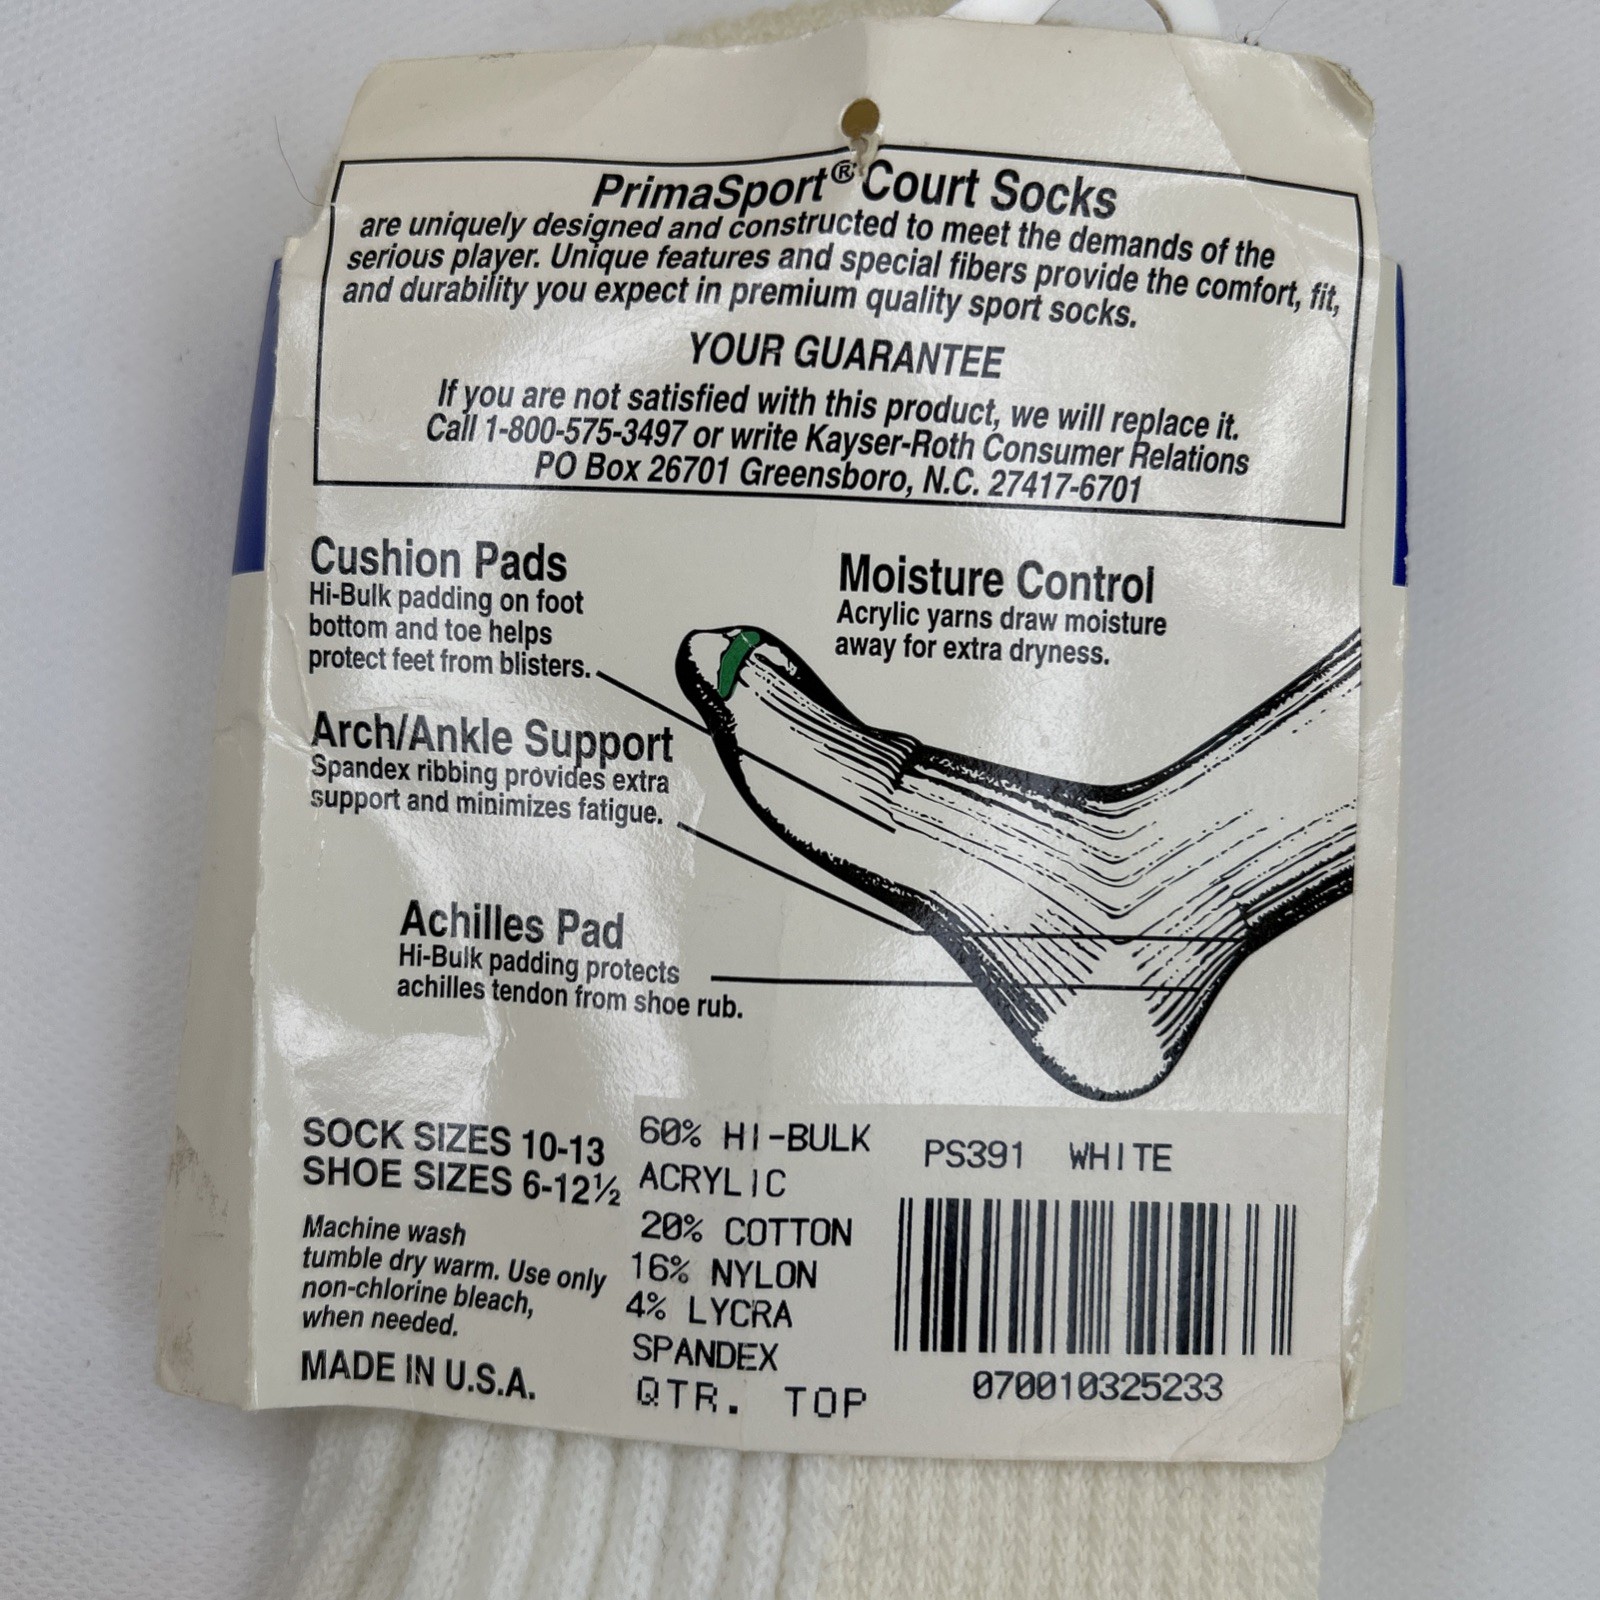 PrimaSport® Court Socks
are uniquely designed and constructed to meet the demands of the
serious player. Unique features and special fibers provide the comfort, fit,
and durability you expect in premium quality sport socks.
YOUR GUARANTEE
If you are not satisfied with this product, we will replace it.
Call 1-800-575-3497 or write Kayser-Roth Consumer Relations
PO Box 26701 Greensboro, N.C. 27417-6701
Cushion Pads
Hi-Bulk padding on foot
bottom and toe helps
protect feet from blisters.
Moisture Control
Acrylic yarns draw moisture
away for extra dryness.
Arch/Ankle Support
Spandex ribbing provides extra
support and minimizes fatigue.
Achilles Pad
Hi-Bulk padding protects
achilles tendon from shoe rub.
SOCK SIZES 10-13
SHOE SIZES 6-12½
Machine wash
tumble dry warm. Use only
non-chlorine bleach,
when needed.
MADE IN U.S.A.
60% HI-BULK
ACRYLIC
20% COTTON
16% NYLON
4% LYCRA
SPANDEX
QTR. TOP
PS391 WHITE
070010325233